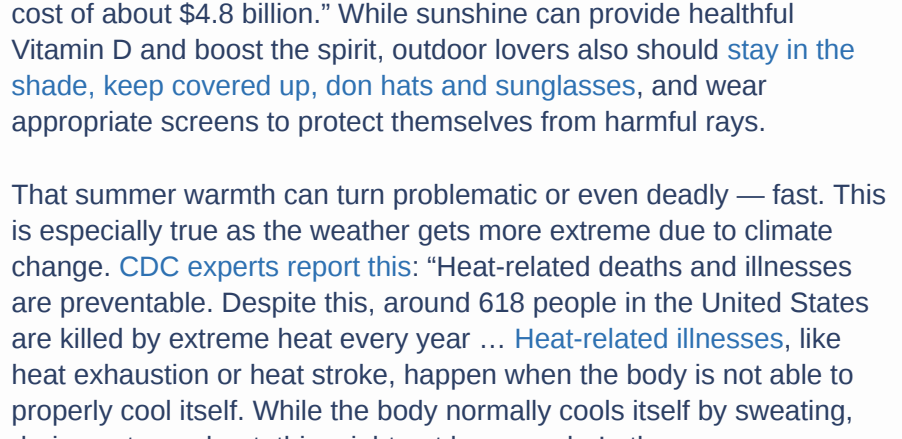 cost of about $4.8 billion.” While sunshine can provide healthful
Vitamin D and boost the spirit, outdoor lovers also should stay in the
shade, keep covered up, don hats and sunglasses, and wear
appropriate screens to protect themselves from harmful rays.
That summer warmth can turn problematic or even deadly — fast. This
is especially true as the weather gets more extreme due to climate
change. CDC experts report this: “Heat-related deaths and illnesses
are preventable. Despite this, around 618 people in the United States
are killed by extreme heat every year … Heat-related illnesses, like
heat exhaustion or heat stroke, happen when the body is not able to
properly cool itself. While the body normally cools itself by sweating,